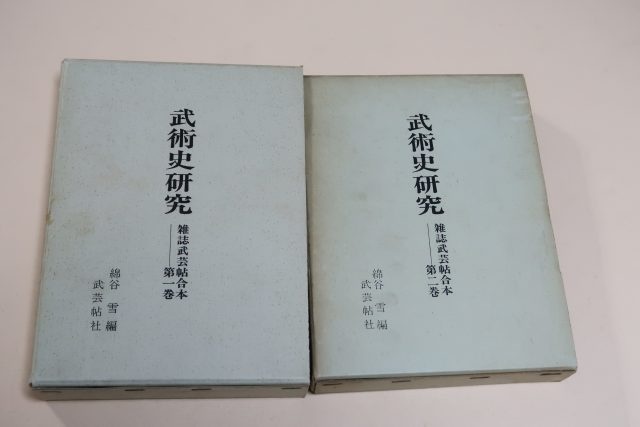 武術史研究
雑誌武芸帖合本
――第一巻
綿谷 雪 編
武芸帖社
武術史研究
雑誌武芸帖合本
――第二巻
綿谷 雪 編
武芸帖社